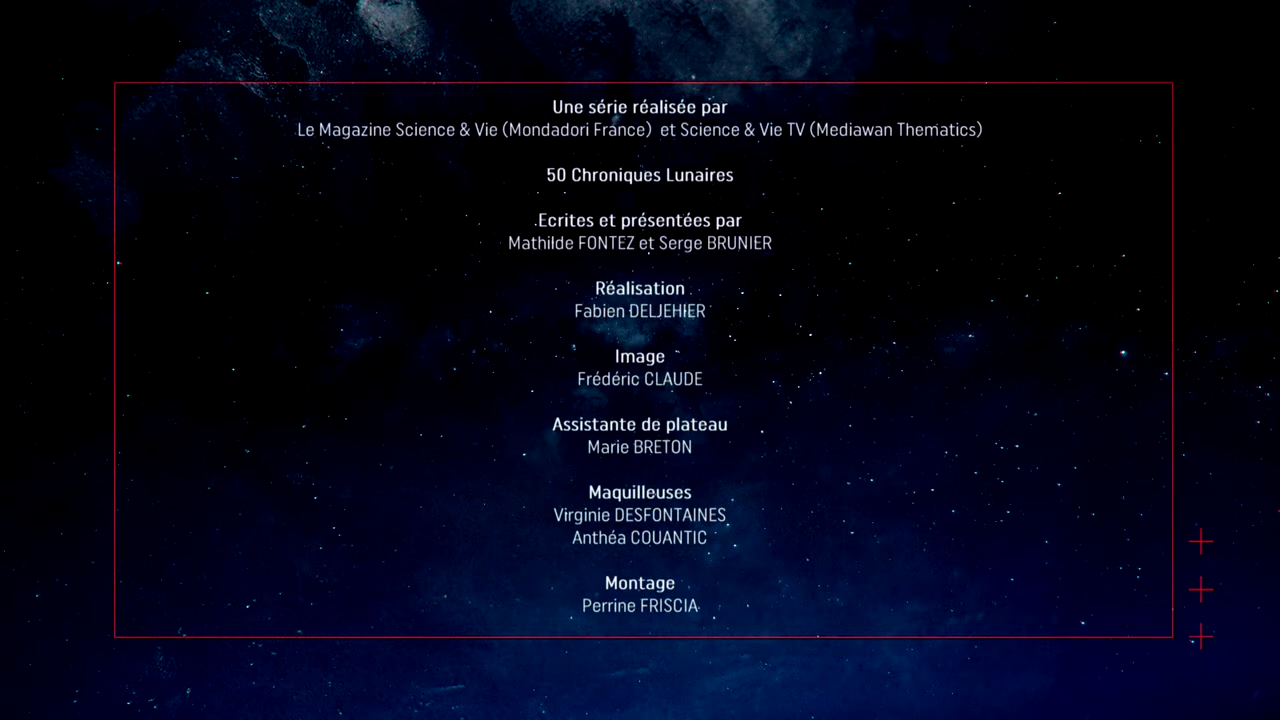 Une série réalisée par
Le Magazine Science & Vie (Mondadori France) et Science & Vie TV (Mediawan Thematics)
50 Chroniques Lunaires
Ecrites et présentées par
Mathilde FONTEZ et Serge BRUNIER
Réalisation
Fabien DELJEHIER
Image
Frédéric CLAUDE
Assistante de plateau
Marie BRETON
Maquilleuses
Virginie DESFONTAINES
Anthéa COUANTIC
Montage
Perrine FRISCIA